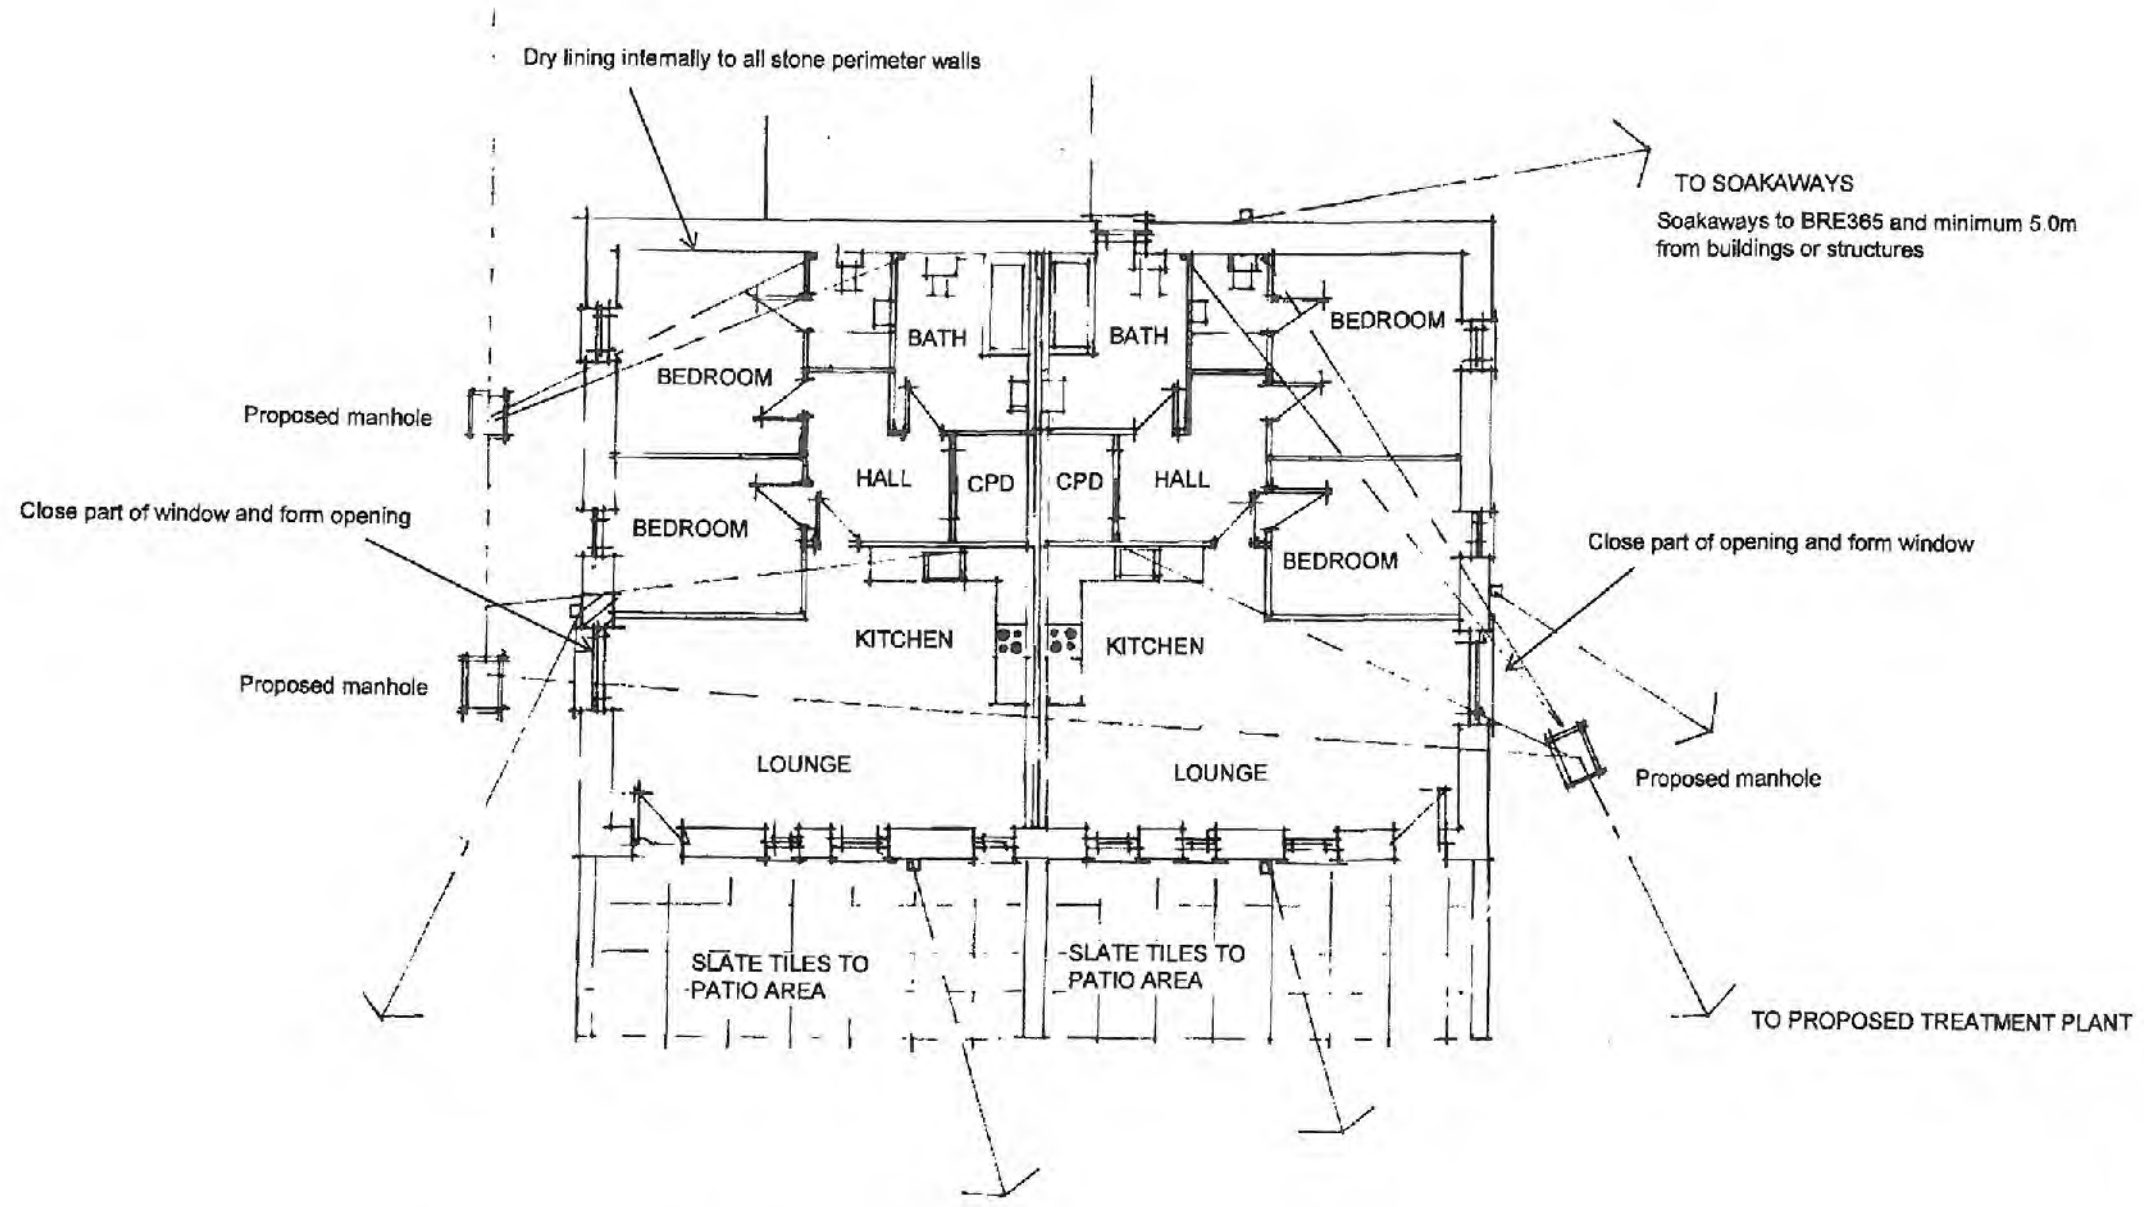 Dry lining internally to all stone perimeter walls
TO SOAKAWAYS
Soakaways to BRE365 and minimum 5.0m
from buildings or structures
BATH
BATH
BEDROOM
BEDROOM
Proposed manhole
HALL
CPD
CPD
HALL
Close part of window and form opening
BEDROOM
BEDROOM
Close part of opening and form window
KITCHEN
KITCHEN
Proposed manhole
LOUNGE
LOUNGE
Proposed manhole
SLATE TILES TO
PATIO AREA
SLATE TILES TO
PATIO AREA
TO PROPOSED TREATMENT PLANT